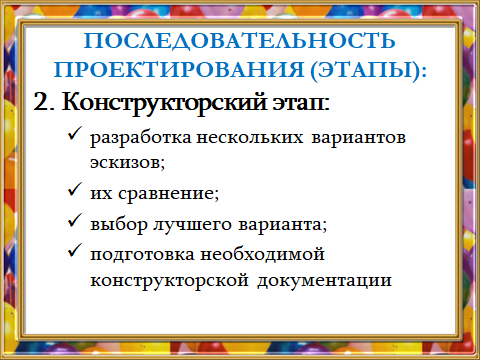 ПОСЛЕДОВАТЕЛЬНОСТЬ
ПРОЕКТИРОВАНИЯ (ЭТАПЫ):
2. Конструкторский этап:
✓ разработка нескольких вариантов
эскизов;
✓ их сравнение;
✓ выбор лучшего варианта;
✓ подготовка необходимой
конструкторской документации